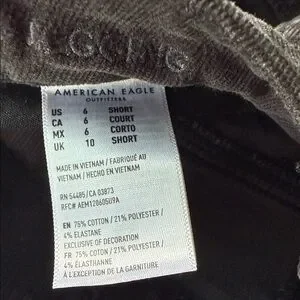 AMERICAN EAGLE
OUTFITTERS
US 6 SHORT
CA 6 COURT
MX 6 CORTO
UK 10 SHORT
MADE IN VIETNAM / FABRIQUÉ AU
VIETNAM / HECHO EN VIETNAM
RN 54485/CA 03873
RFC# AEM12060SU9A
EN 75% COTTON / 21% POLYESTER /
4% ELASTANE
EXCLUSIVE OF DECORATION
FR 75% COTON / 21% POLYESTER /
4% ÉLASTHANNE
À L'EXCEPTION DE LA GARNITURE